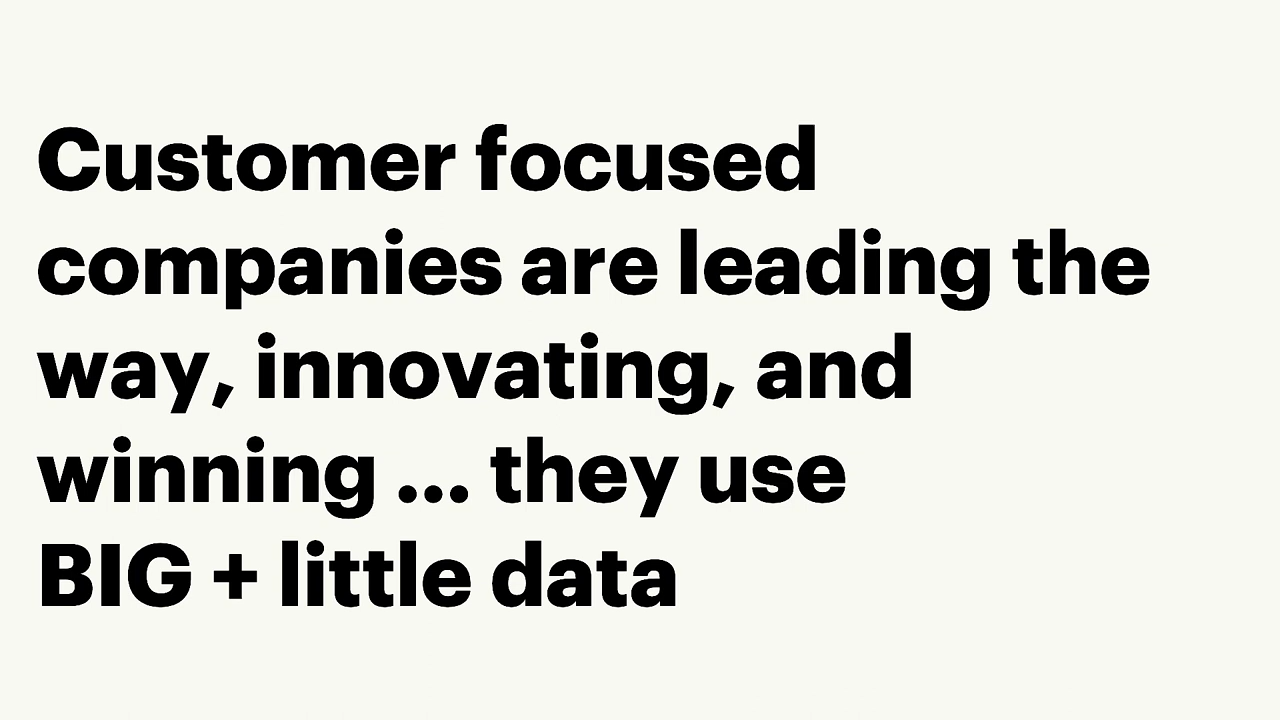 Customer focused
companies are leading the
way, innovating, and
winning ... they use
BIG + little data